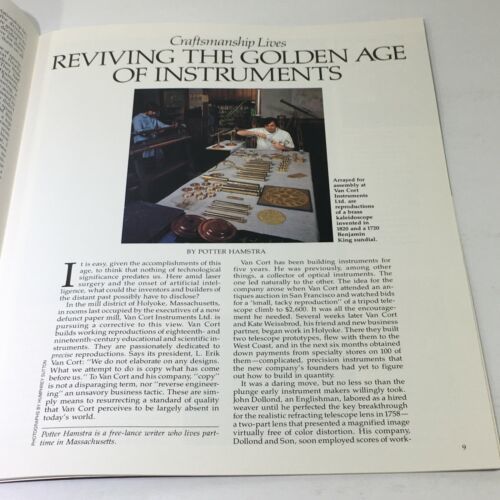 Craftsmanship Lives
REVIVING THE GOLDEN AGE
OF INSTRUMENTS
Arrayed for
assembly at
Van Cort
Instruments
Ltd. are
reproductions
of a brass
kaleidoscope
invented in
1820 and a 1720
Benjamin
King sundial.
BY POTTER HAMSTRA
It is easy, given the accomplishments of this
age, to think that nothing of technological
significance predates us. Here amid laser
surgery and the onset of artificial intel-
ligence, what could the inventors and builders of
the distant past possibly have to disclose?
In the mill district of Holyoke, Massachusetts,
in rooms last occupied by the executives of a now
defunct paper mill, Van Cort Instruments Ltd. is
pursuing a corrective to this view. Van Cort
builds working reproductions of eighteenth- and
nineteenth-century educational and scientific in-
struments. They are passionately dedicated to
precise reproductions. Says its president, L. Erik
Van Cort: "We do not elaborate on any designs.
What we attempt to do is copy what has come
before us." To Van Cort and his company, "copy"
is not a disparaging term, nor "reverse engineer-
ing" an unsavory business tactic. These are sim-
ply means to resurrecting a standard of quality
that Van Cort perceives to be largely absent in
today's world.
Potter Hamstra is a free-lance writer who lives part-
time in Massachusetts.
PHOTOGRAPHS BY HUMPHREY SUTTON
Van Cort has been building instruments for
five years. He was previously, among other
things, a collector of optical instruments. The
one led naturally to the other. The idea for the
company arose when Van Cort attended an an-
tiques auction in San Francisco and watched bids
for a "small, tacky reproduction" of a tripod tele-
scope climb to $2,600. It was all the encourage-
ment he needed. Several weeks later Van Cort
and Kate Weissbrod, his friend and new business
partner, began work in Holyoke. There they built
two telescope prototypes, flew with them to the
West Coast, and in the next six months obtained
down payments from specialty stores on 100 of
them—complicated, precision instruments that
the new company's founders had yet to figure
out how to build in quantity.
It was a daring move, but no less so than the
plunge early instrument makers willingly took.
John Dollond, an Englishman, labored as a hired
weaver until he perfected the key breakthrough
for the realistic refracting telescope lens in 1758—
a two-part lens that presented a magnified image
virtually free of color distortion. His company,
Dollond and Son, soon employed scores of work-
9